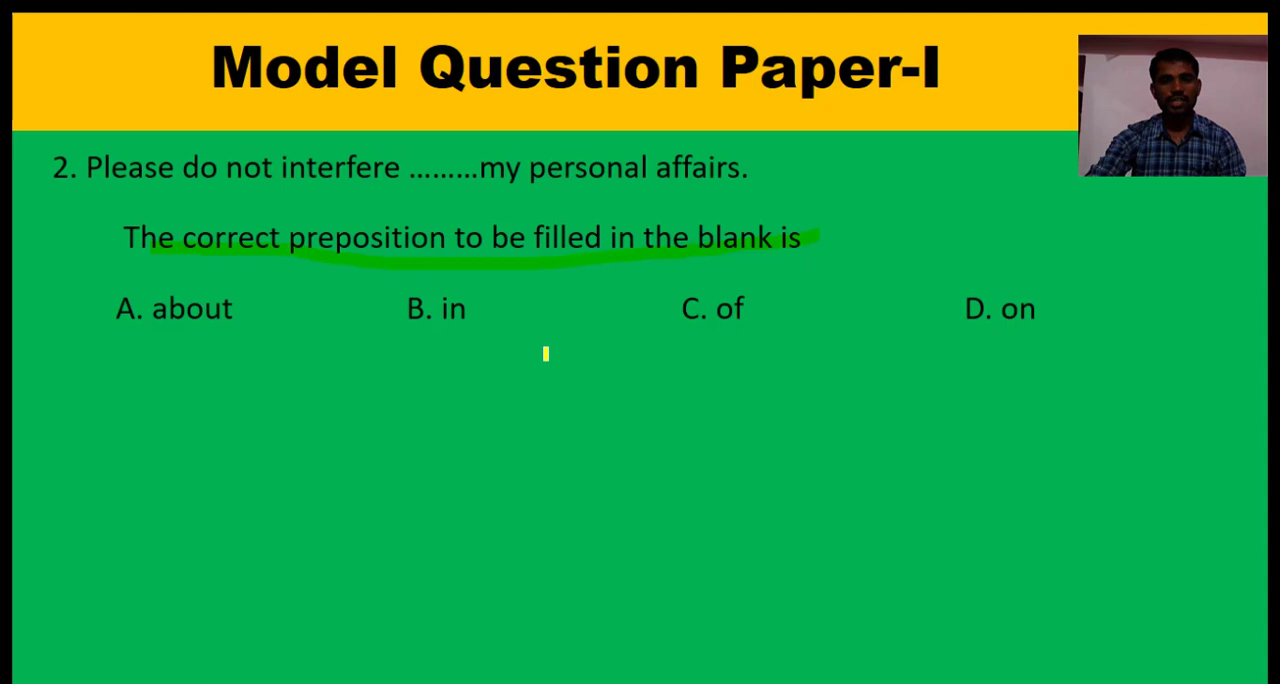 Model Question Paper-I
2. Please do not interfere .........my personal affairs.
The correct preposition to be filled in the blank is
A. about B. in C. of D. on